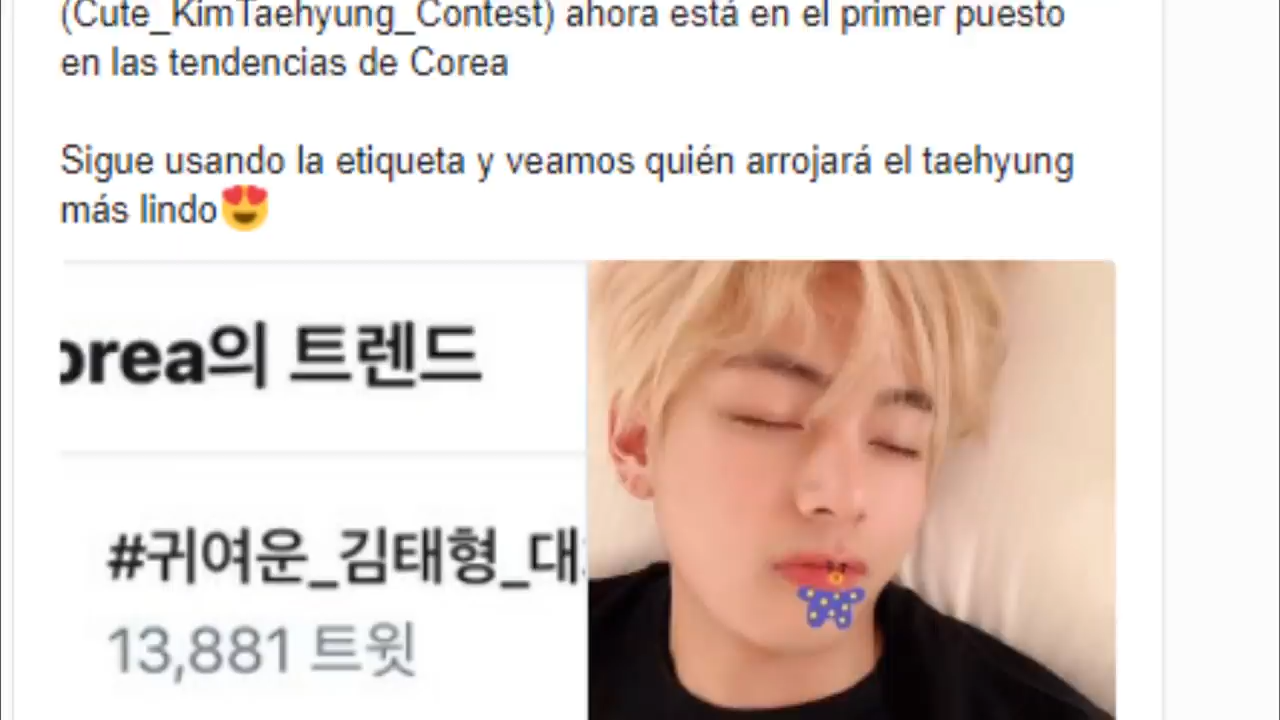 (Cute_KimTaehyung_Contest) ahora está en el primer puesto
en las tendencias de Corea
Sigue usando la etiqueta y veamos quién arrojará el taehyung
más lindo😍
orea의 트렌드
#귀여운_김태형_대
13,881 트윗